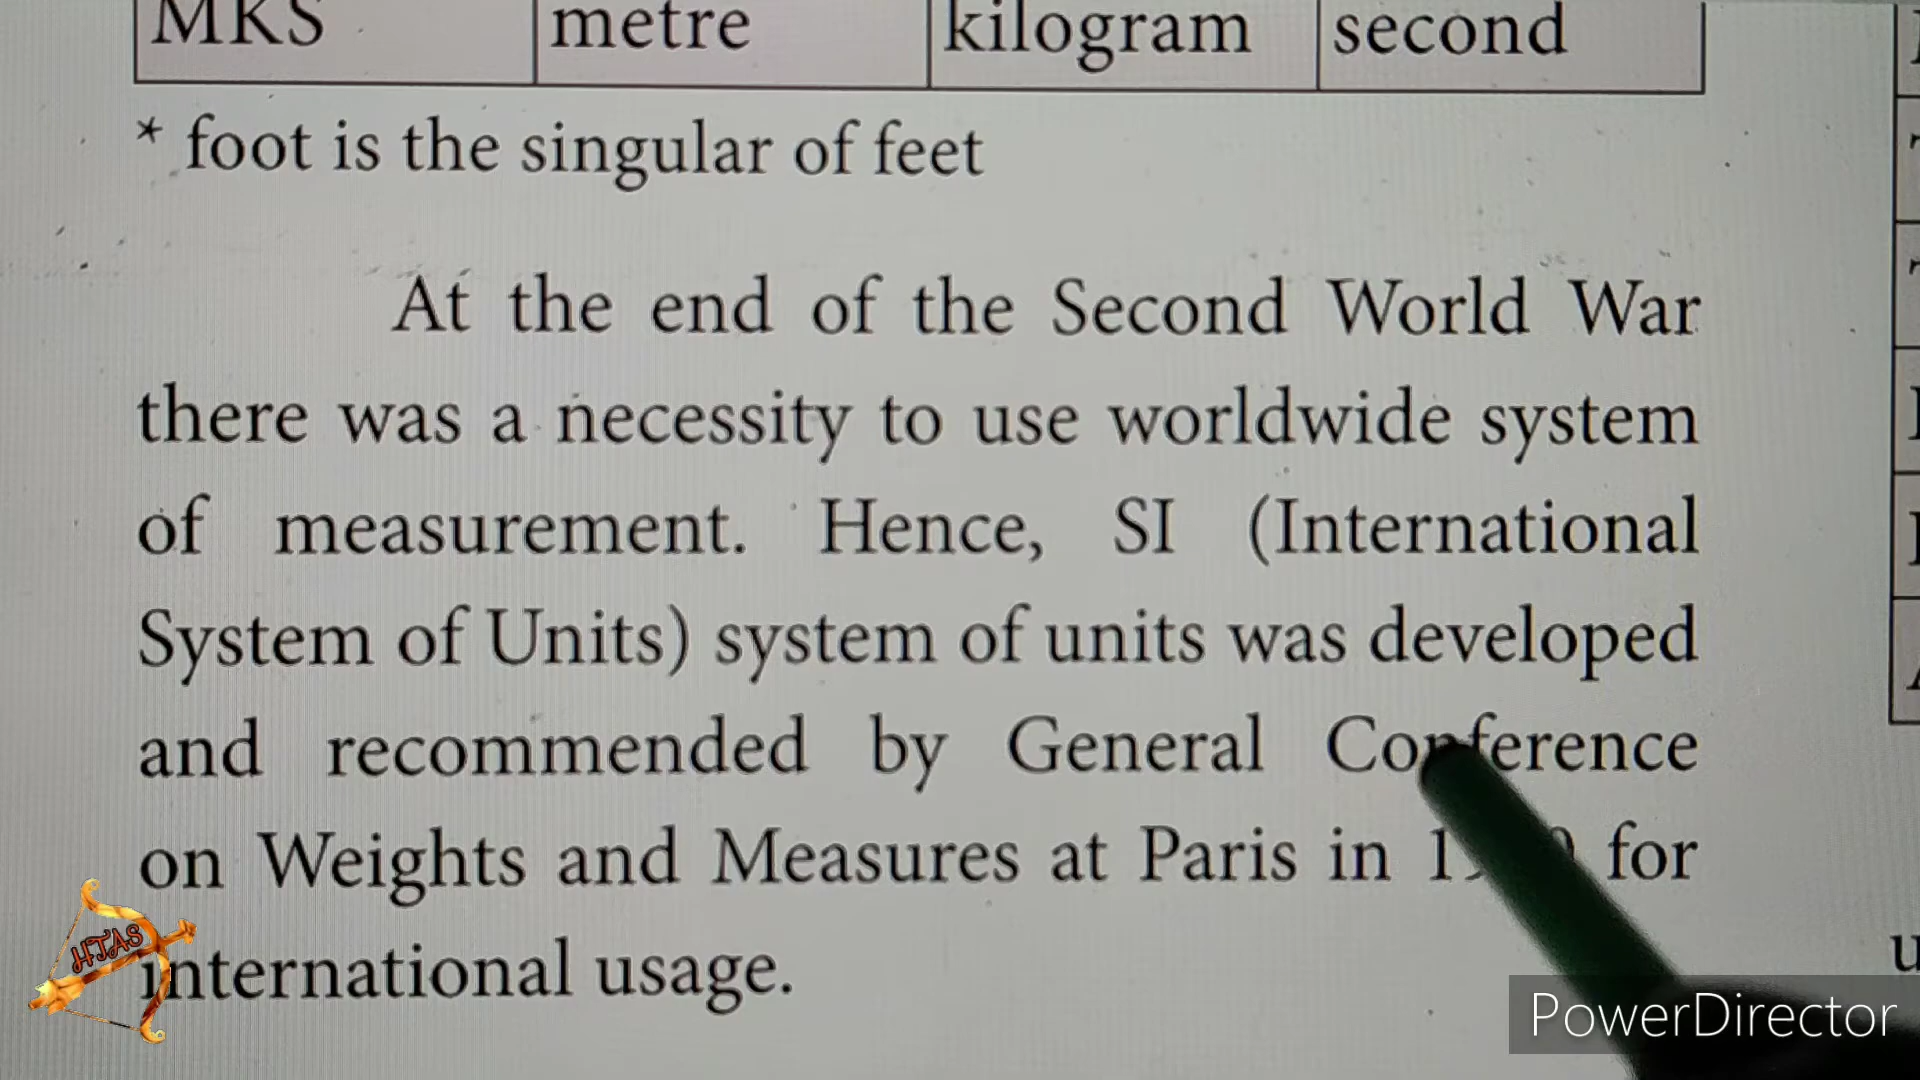 MKS metre kilogram second
* foot is the singular of feet
At the end of the Second World War
there was a necessity to use worldwide system
of measurement. Hence, SI (International
System of Units) system of units was developed
and recommended by General Conference
on Weights and Measures at Paris in for
international usage.
HTAS
PowerDirector